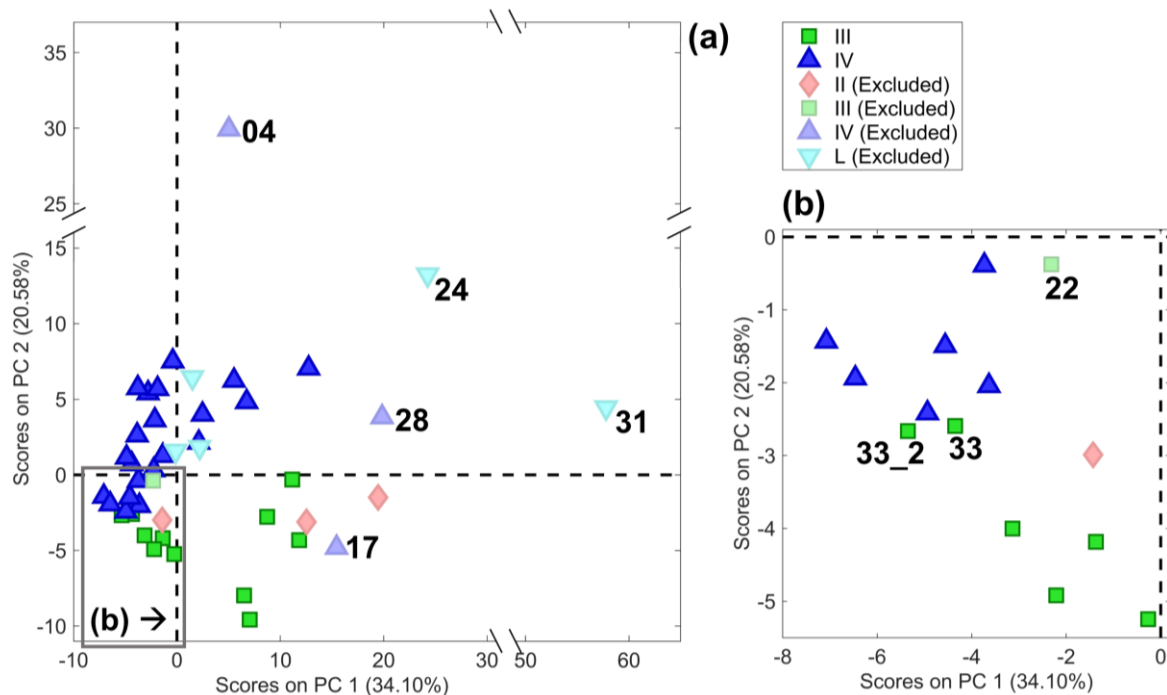 (a)
35
30
25
15
10
5
0
-5
-10
Scores on PC 2 (20.58%)
04
24
28
31
17
(b) →
-10 0 10 20 30 50 60
Scores on PC 1 (34.10%)
III
IV
II (Excluded)
III (Excluded)
IV (Excluded)
L (Excluded)
(b)
0
-1
-2
-3
-4
-5
Scores on PC 2 (20.58%)
22
33_2
33
-8 -6 -4 -2 0
Scores on PC 1 (34.10%)